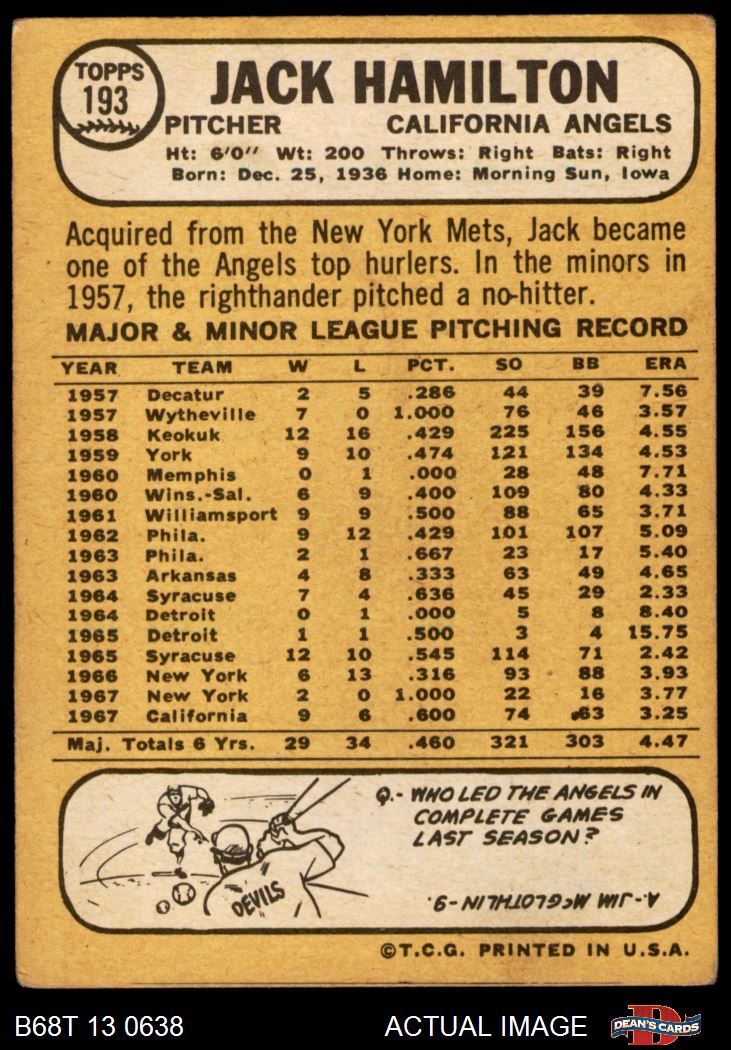 TOPPS
193
JACK HAMILTON
PITCHER CALIFORNIA ANGELS
Ht: 6'0" Wt: 200 Throws: Right Bats: Right
Born: Dec. 25, 1936 Home: Morning Sun, Iowa
Acquired from the New York Mets, Jack became
one of the Angels top hurlers. In the minors in
1957, the righthander pitched a no-hitter.
MAJOR & MINOR LEAGUE PITCHING RECORD
YEAR TEAM W L PCT. SO BB ERA
1957 Decatur 2 5 .286 44 39 7.56
1957 Wytheville 7 0 1.000 76 46 3.57
1958 Keokuk 12 16 .429 225 156 4.55
1959 York 9 10 .474 121 134 4.53
1960 Memphis 0 1 .000 28 48 7.71
1960 Wins.-Sal. 6 9 .400 109 80 4.33
1961 Williamsport 9 9 .500 88 65 3.71
1962 Phila. 9 12 .429 101 107 5.09
1963 Phila. 2 1 .667 23 17 5.40
1963 Arkansas 4 8 .333 63 49 4.65
1964 Syracuse 7 4 .636 45 29 2.33
1964 Detroit 0 1 .000 5 8 8.40
1965 Detroit 1 1 .500 3 4 15.75
1965 Syracuse 12 10 .545 114 71 2.42
1966 New York 6 13 .316 93 88 3.93
1967 New York 2 0 1.000 22 16 3.77
1967 California 9 6 .600 74 63 3.25
Maj. Totals 6 Yrs. 29 34 .460 321 303 4.47
Q.- WHO LED THE ANGELS IN
COMPLETE GAMES
LAST SEASON?
A.- JIM McGLOTHLIN - 9.
DEVILS
©T.C.G. PRINTED IN U.S.A.
B68T 13 0638 ACTUAL IMAGE
D
DEAN'S CARDS